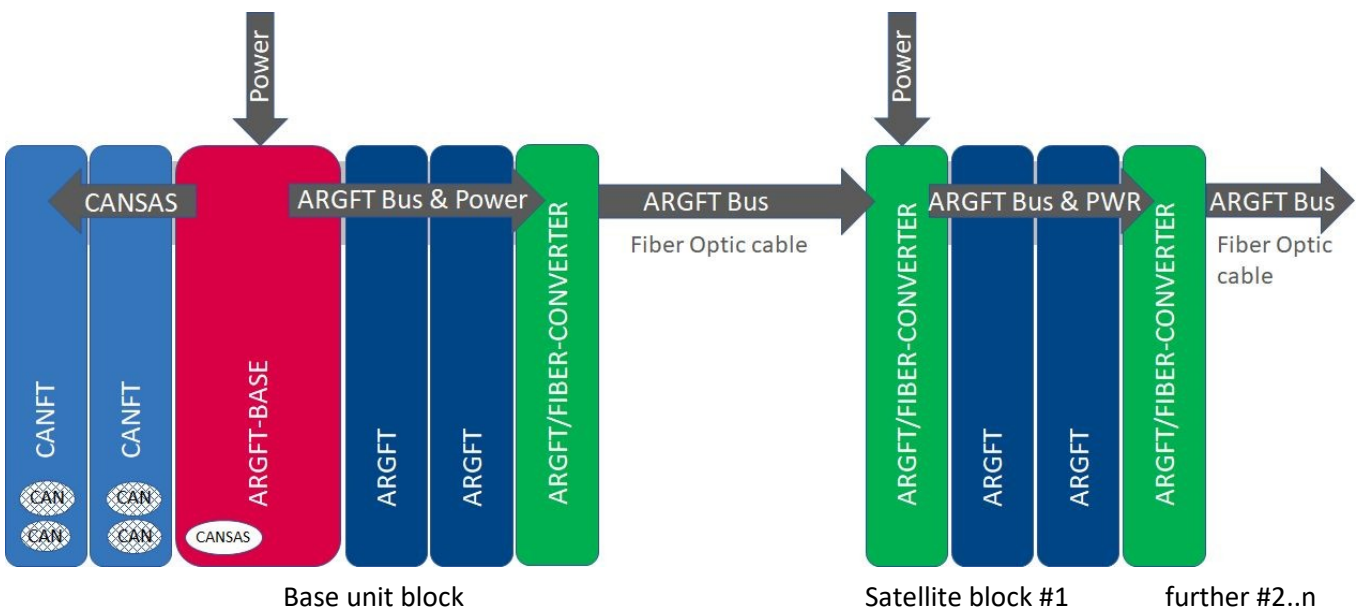 Power
Power
CANSAS
ARGFT Bus & Power
ARGFT Bus
ARGFT Bus & PWR
ARGFT Bus
Fiber Optic cable
Fiber Optic
cable
CANFT
CANFT
ARGFT-BASE
ARGFT
ARGFT
ARGFT/FIBER-CONVERTER
ARGFT/FIBER-CONVERTER
ARGFT
ARGFT
ARGFT/FIBER-CONVERTER
CAN
CAN
CAN
CAN
CANSAS
Base unit block
Satellite block #1
further #2..n